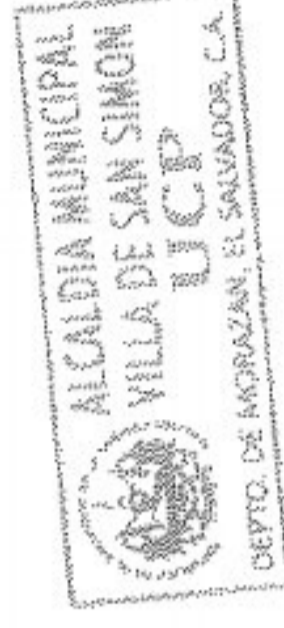 ALCALDIA MUNICIPAL
VILLA DE SAN SIMON
UCP
DEPTO. DE MORAZAN, EL SALVADOR, C.A.